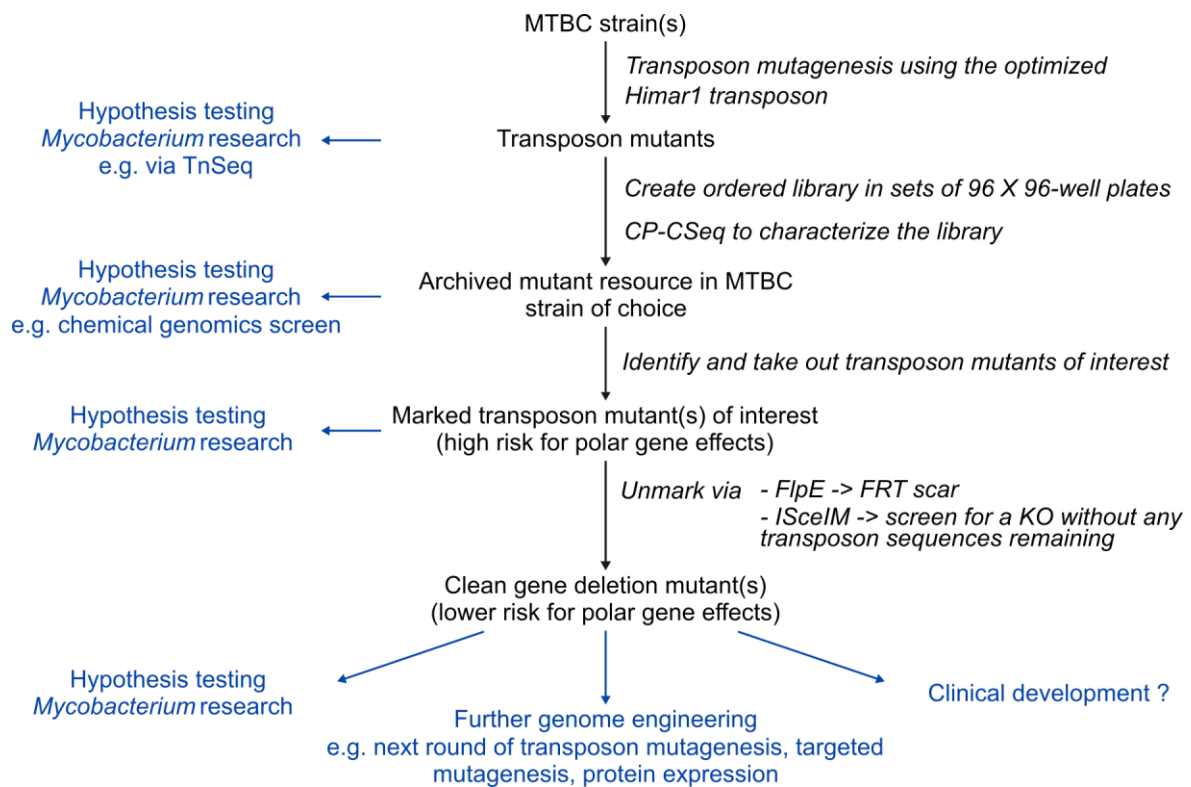 MTBC strain(s)
Transposon mutagenesis using the optimized
Himar1 transposon
Hypothesis testing
Mycobacterium research
e.g. via TnSeq
Transposon mutants
Create ordered library in sets of 96 X 96-well plates
CP-CSeq to characterize the library
Hypothesis testing
Mycobacterium research
e.g. chemical genomics screen
Archived mutant resource in MTBC
strain of choice
Identify and take out transposon mutants of interest
Hypothesis testing
Mycobacterium research
Marked transposon mutant(s) of interest
(high risk for polar gene effects)
Unmark via - FlpE -> FRT scar
- ISceIM -> screen for a KO without any
transposon sequences remaining
Clean gene deletion mutant(s)
(lower risk for polar gene effects)
Hypothesis testing
Mycobacterium research
Further genome engineering
e.g. next round of transposon mutagenesis, targeted
mutagenesis, protein expression
Clinical development ?